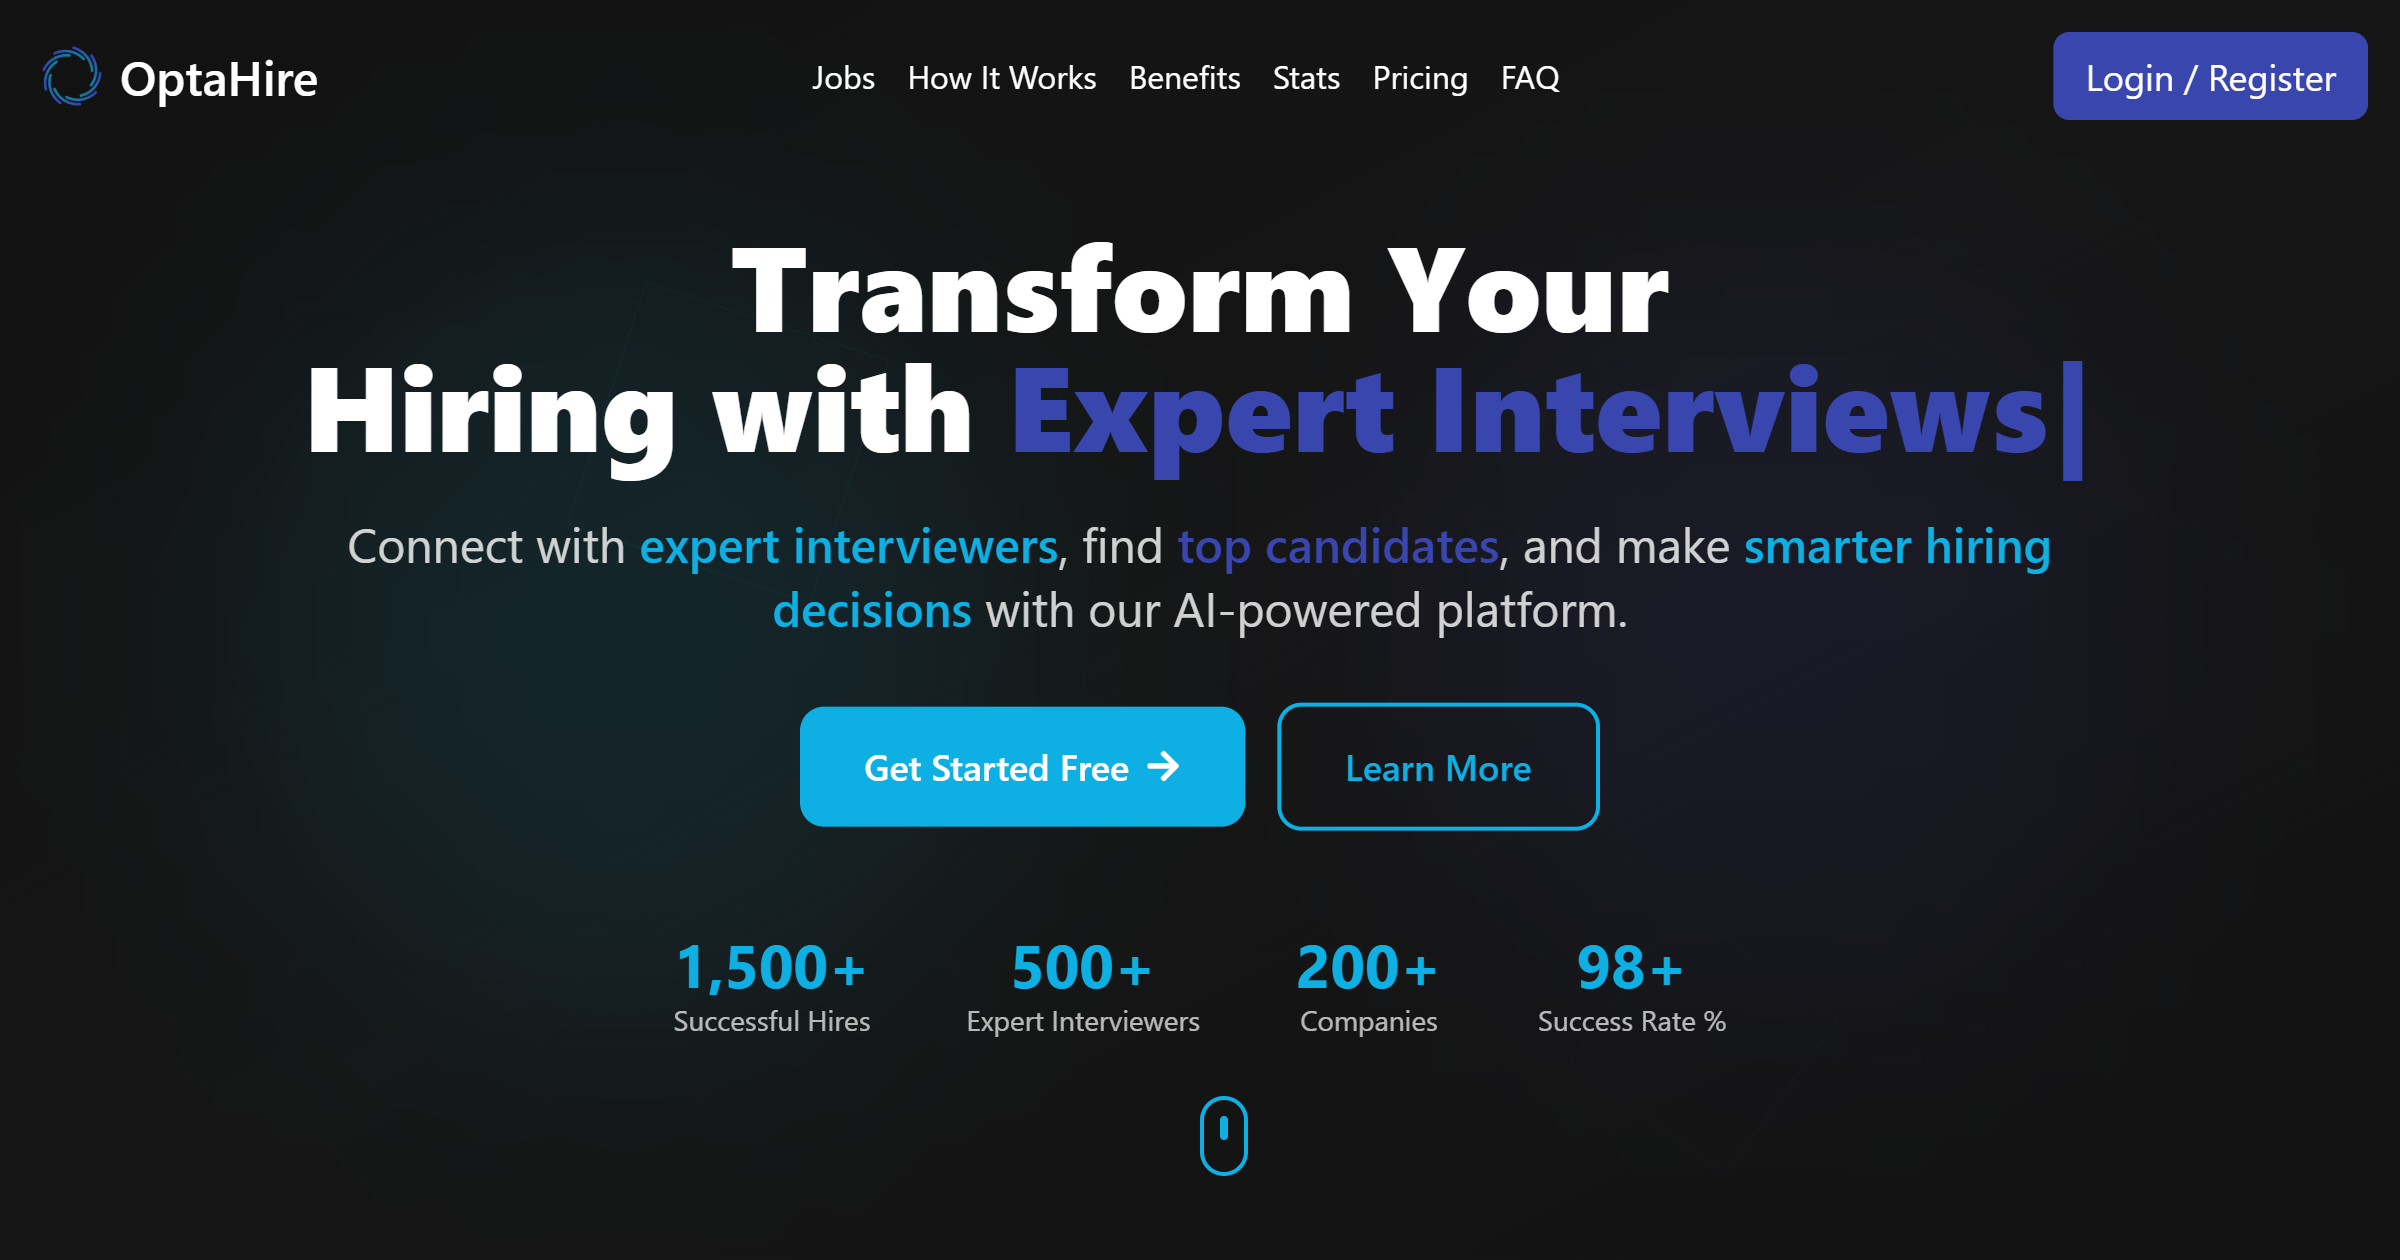 OptaHire
Jobs How It Works Benefits Stats Pricing FAQ
Login / Register
Transform Your
Hiring with Expert Interviews|
Connect with expert interviewers, find top candidates, and make smarter hiring
decisions with our AI-powered platform.
Get Started Free →
Learn More
1,500+
Successful Hires
500+
Expert Interviewers
200+
Companies
98+
Success Rate %